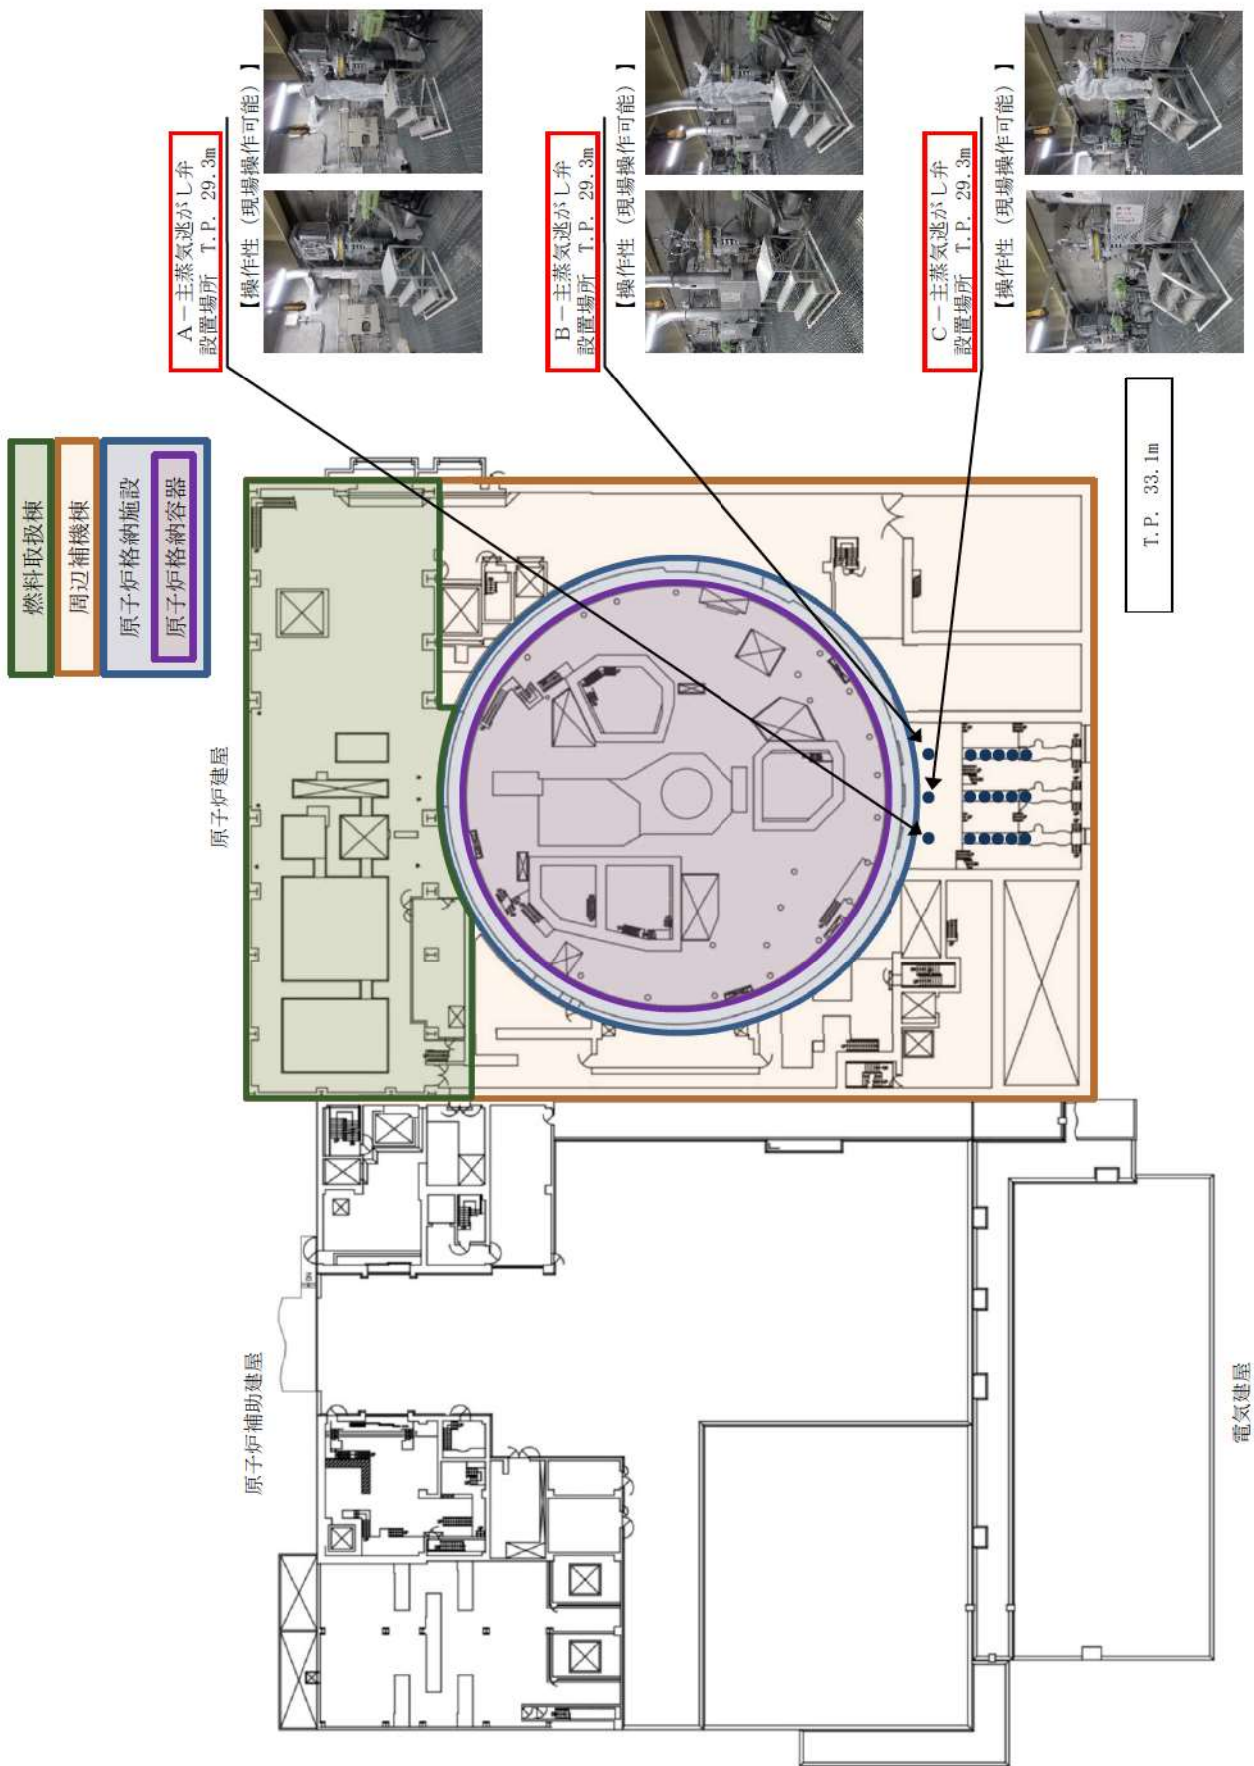 燃料取扱棟
周辺補機棟
原子炉格納施設
原子炉格納容器
原子炉建屋
原子炉補助建屋
電気建屋
A－主蒸気逃がし弁
設置場所 T.P. 29.3m
【操作性（現場操作可能）】
B－主蒸気逃がし弁
設置場所 T.P. 29.3m
【操作性（現場操作可能）】
C－主蒸気逃がし弁
設置場所 T.P. 29.3m
【操作性（現場操作可能）】
T.P. 33.1m